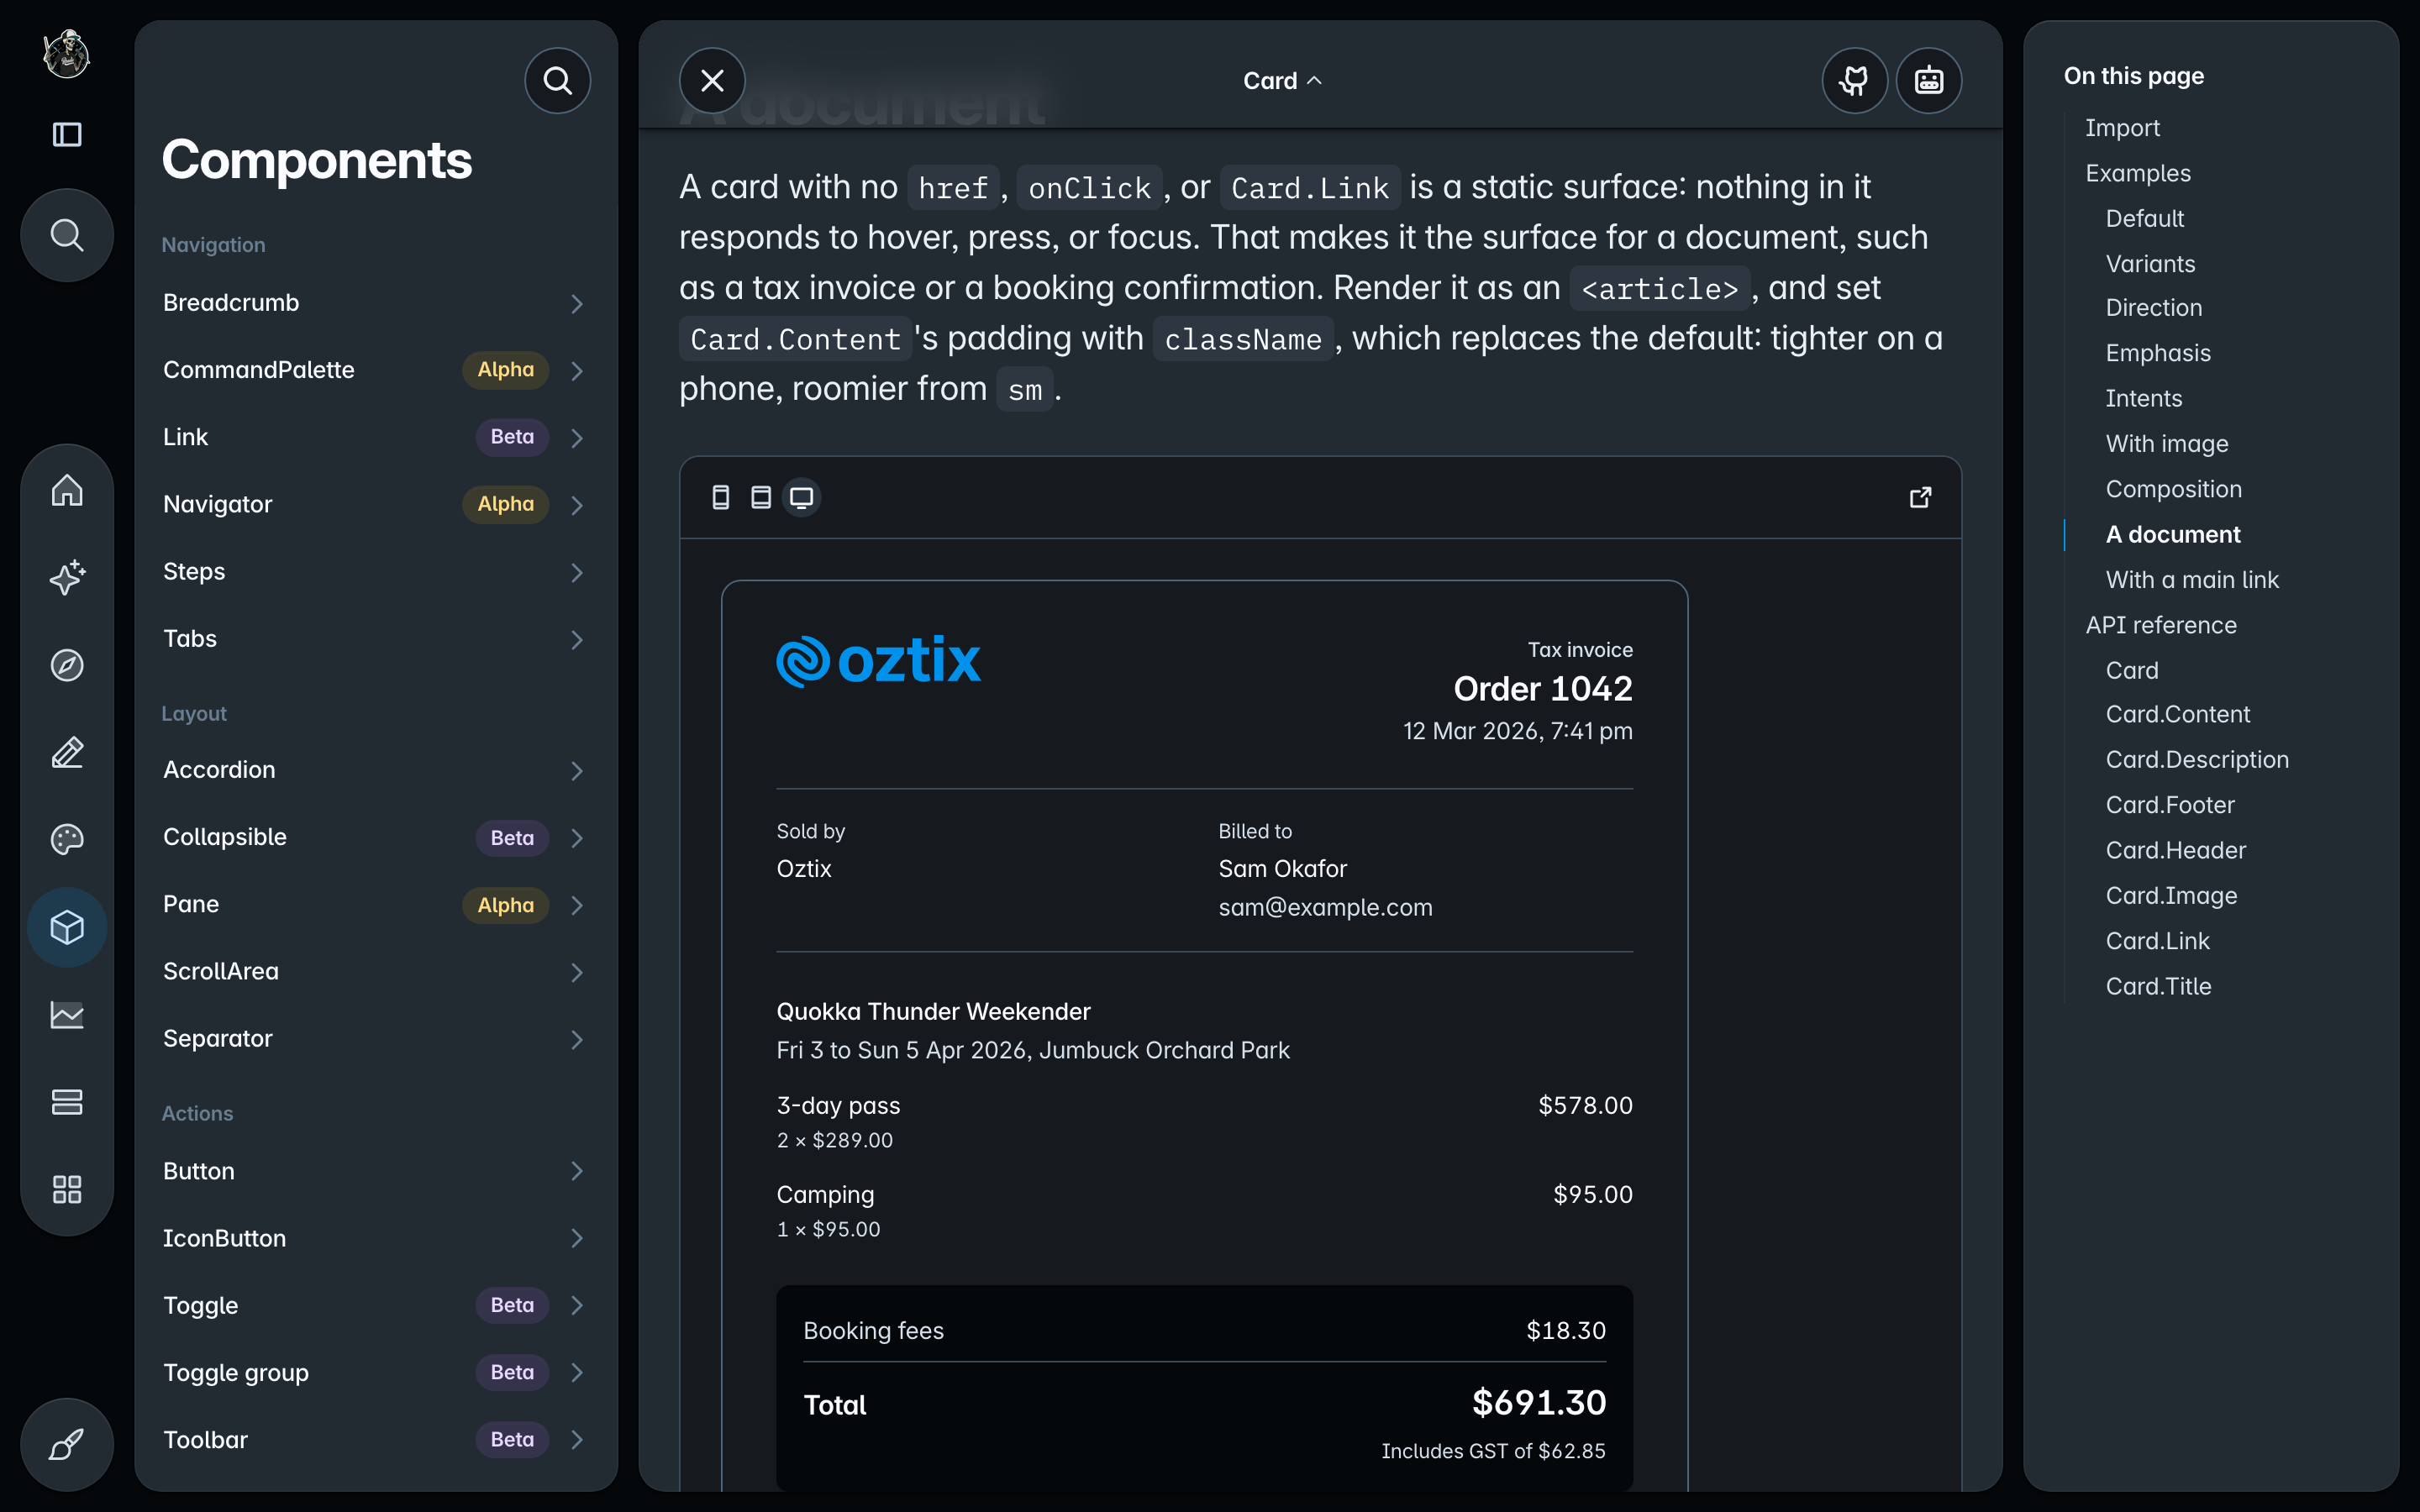 Components
Navigation
Breadcrumb
CommandPalette Alpha
Link Beta
Navigator Alpha
Steps
Tabs
Layout
Accordion
Collapsible Beta
Pane Alpha
ScrollArea
Separator
Actions
Button
IconButton
Toggle Beta
Toggle group Beta
Toolbar Beta
A document
Card
A card with no href, onClick, or Card.Link is a static surface: nothing in it
responds to hover, press, or focus. That makes it the surface for a document, such
as a tax invoice or a booking confirmation. Render it as an <article>, and set
Card.Content's padding with className, which replaces the default: tighter on a
phone, roomier from sm.
oztix
Tax invoice
Order 1042
12 Mar 2026, 7:41 pm
Sold by
Oztix
Billed to
Sam Okafor
sam@example.com
Quokka Thunder Weekender
Fri 3 to Sun 5 Apr 2026, Jumbuck Orchard Park
3-day pass $578.00
2 × $289.00
Camping $95.00
1 × $95.00
Booking fees $18.30
Total $691.30
Includes GST of $62.85
On this page
Import
Examples
Default
Variants
Direction
Emphasis
Intents
With image
Composition
A document
With a main link
API reference
Card
Card.Content
Card.Description
Card.Footer
Card.Header
Card.Image
Card.Link
Card.Title